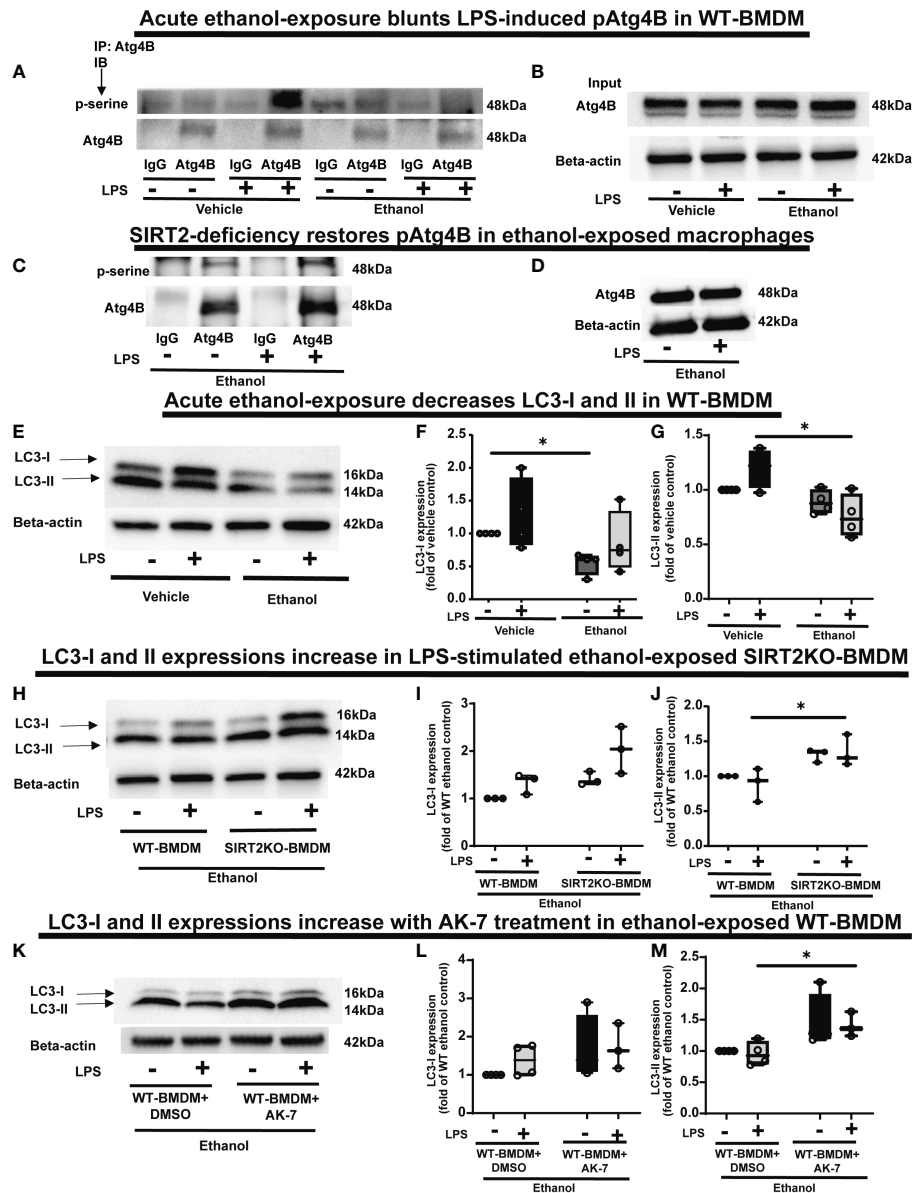 Acute ethanol-exposure blunts LPS-induced pAtg4B in WT-BMDM
A
IP: Atg4B
IB
p-serine
48kDa
Atg4B
48kDa
IgG Atg4B IgG Atg4B IgG Atg4B IgG Atg4B
LPS - - + + - - + +
Vehicle Ethanol
B
Input
Atg4B
48kDa
Beta-actin
42kDa
LPS - + - +
Vehicle Ethanol
SIRT2-deficiency restores pAtg4B in ethanol-exposed macrophages
C
p-serine
48kDa
Atg4B
48kDa
IgG Atg4B IgG Atg4B
LPS - - + +
Ethanol
D
Atg4B
48kDa
Beta-actin
42kDa
LPS - +
Ethanol
Acute ethanol-exposure decreases LC3-I and II in WT-BMDM
E
LC3-I
16kDa
LC3-II
14kDa
Beta-actin
42kDa
LPS - + - +
Vehicle Ethanol
F
LC3-I expression
(fold of vehicle control)
2.5
2.0
1.5
1.0
0.5
0.0
*
LPS - + - +
Vehicle Ethanol
G
LC3-II expression
(fold of vehicle control)
1.5
1.0
0.5
0.0
*
LPS - + - +
Vehicle Ethanol
LC3-I and II expressions increase in LPS-stimulated ethanol-exposed SIRT2KO-BMDM
H
LC3-I
16kDa
LC3-II
14kDa
Beta-actin
42kDa
LPS - + - +
WT-BMDM SIRT2KO-BMDM
Ethanol
I
LC3-I expression
(fold of WT ethanol control)
3
2
1
0
LPS - + - +
WT-BMDM SIRT2KO-BMDM
Ethanol
J
LC3-II expression
(fold of WT ethanol control)
2.0
1.5
1.0
0.5
0.0
*
LPS - + - +
WT-BMDM SIRT2KO-BMDM
Ethanol
LC3-I and II expressions increase with AK-7 treatment in ethanol-exposed WT-BMDM
K
LC3-I
16kDa
LC3-II
14kDa
Beta-actin
42kDa
LPS - + - +
WT-BMDM+ WT-BMDM+
DMSO AK-7
Ethanol
L
LC3-I expression
(fold of WT ethanol control)
4
3
2
1
0
LPS - + - +
WT-BMDM+ WT-BMDM+
DMSO AK-7
Ethanol
M
LC3-II expression
(fold of WT ethanol control)
2.5
2.0
1.5
1.0
0.5
0.0
*
LPS - + - +
WT-BMDM+ WT-BMDM+
DMSO AK-7
Ethanol